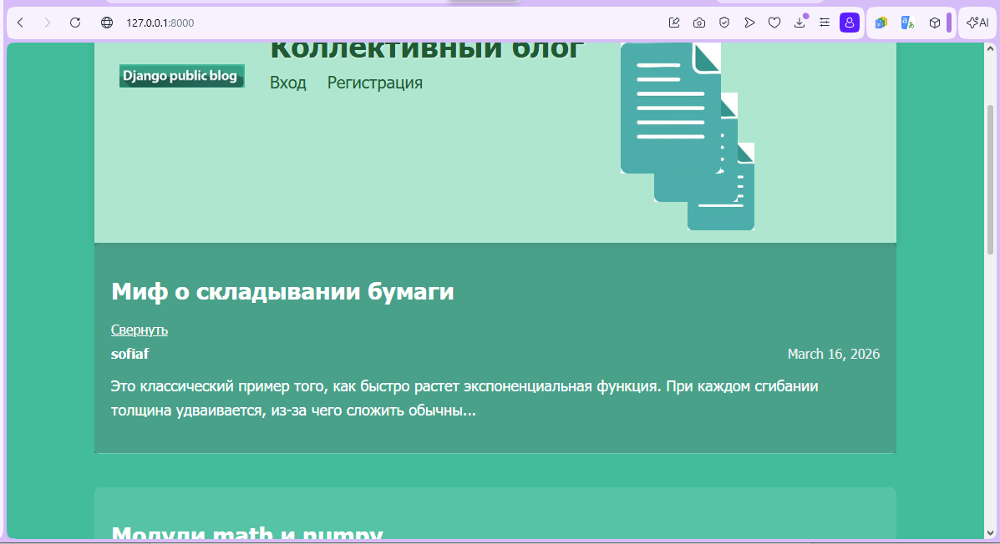 127.0.0.1:8000
AI
Коллективный блог
Django public blog
Вход Регистрация
Миф о складывании бумаги
Свернуть
sofiaf
March 16, 2026
Это классический пример того, как быстро растет экспоненциальная функция. При каждом сгибании
толщина удваивается, из-за чего сложить обычны...
Модули math и numpy